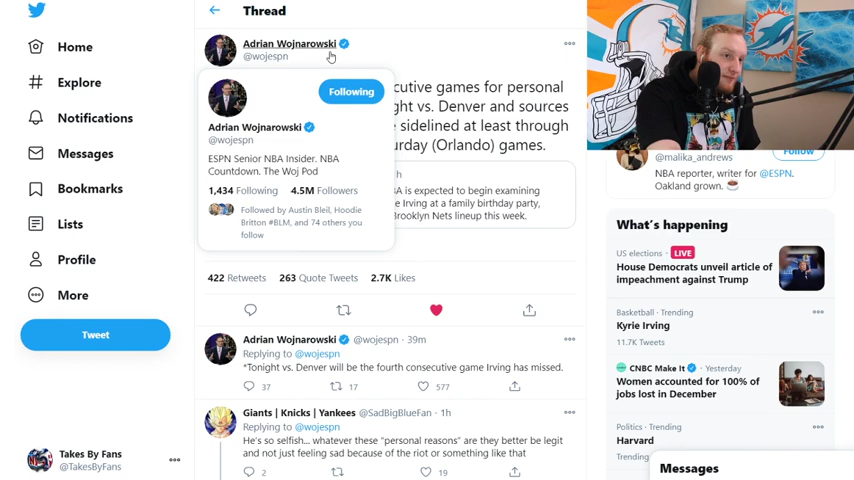 Thread
Home
Explore
Notifications
Messages
Bookmarks
Lists
Profile
More
Tweet
Takes By Fans
@TakesByFans
Adrian Wojnarowski
@wojespn
cutive games for personal
ght vs. Denver and sources
sidelined at least through
urday (Orlando) games.
h
BA is expected to begin examining
e Irving at a family birthday party,
Brooklyn Nets lineup this week.
Following
Adrian Wojnarowski
@wojespn
ESPN Senior NBA Insider. NBA
Countdown. The Woj Pod
1,434 Following 4.5M Followers
Followed by Austin Bleil, Hoodie
Britton #BLM, and 74 others you
follow
422 Retweets 263 Quote Tweets 2.7K Likes
Adrian Wojnarowski @wojespn · 39m
Replying to @wojespn
*Tonight vs. Denver will be the fourth consecutive game Irving has missed.
37 17 577
Giants | Knicks | Yankees @SadBigBlueFan · 1h
Replying to @wojespn
He's so selfish... whatever these "personal reasons" are they better be legit
and not just feeling sad because of the riot or something like that
2 19
@malika_andrews
Follow
NBA reporter, writer for @ESPN.
Oakland grown.
What's happening
US elections · LIVE
House Democrats unveil article of
impeachment against Trump
Basketball · Trending
Kyrie Irving
11.7K Tweets
CNBC Make It · Yesterday
Women accounted for 100% of
jobs lost in December
Politics · Trending
Harvard
Trending
Messages